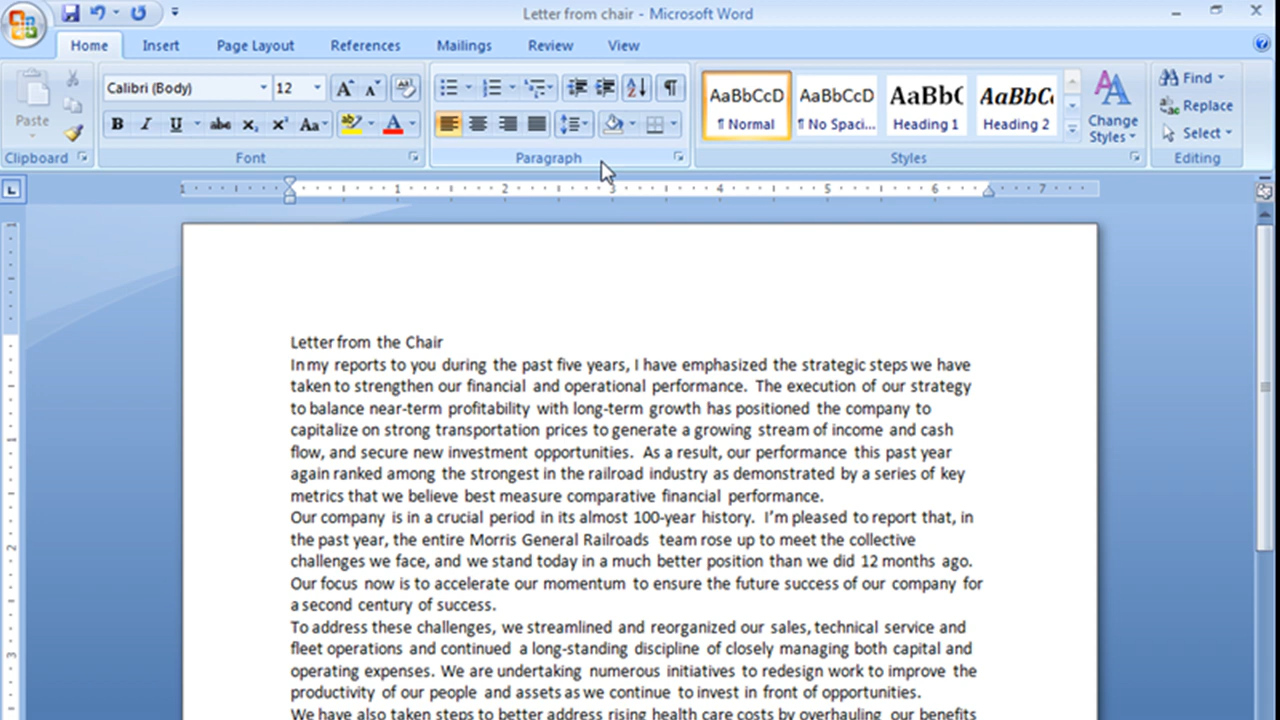 Letter from chair - Microsoft Word
Home Insert Page Layout References Mailings Review View
Calibri (Body) 12
AaBbCcD AaBbCcD AaBbC AaBbCc
Paste
B I U abc x₂ x² Aa A
¶ Normal ¶ No Spaci... Heading 1 Heading 2
Change Styles
Find
Replace
Select
Clipboard Font Paragraph Styles Editing
1 1 2 3 4 5 6 7
Letter from the Chair
In my reports to you during the past five years, I have emphasized the strategic steps we have
taken to strengthen our financial and operational performance. The execution of our strategy
to balance near-term profitability with long-term growth has positioned the company to
capitalize on strong transportation prices to generate a growing stream of income and cash
flow, and secure new investment opportunities. As a result, our performance this past year
again ranked among the strongest in the railroad industry as demonstrated by a series of key
metrics that we believe best measure comparative financial performance.
Our company is in a crucial period in its almost 100-year history. I'm pleased to report that, in
the past year, the entire Morris General Railroads team rose up to meet the collective
challenges we face, and we stand today in a much better position than we did 12 months ago.
Our focus now is to accelerate our momentum to ensure the future success of our company for
a second century of success.
To address these challenges, we streamlined and reorganized our sales, technical service and
fleet operations and continued a long-standing discipline of closely managing both capital and
operating expenses. We are undertaking numerous initiatives to redesign work to improve the
productivity of our people and assets as we continue to invest in front of opportunities.
We have also taken steps to better address rising health care costs by overhauling our benefits